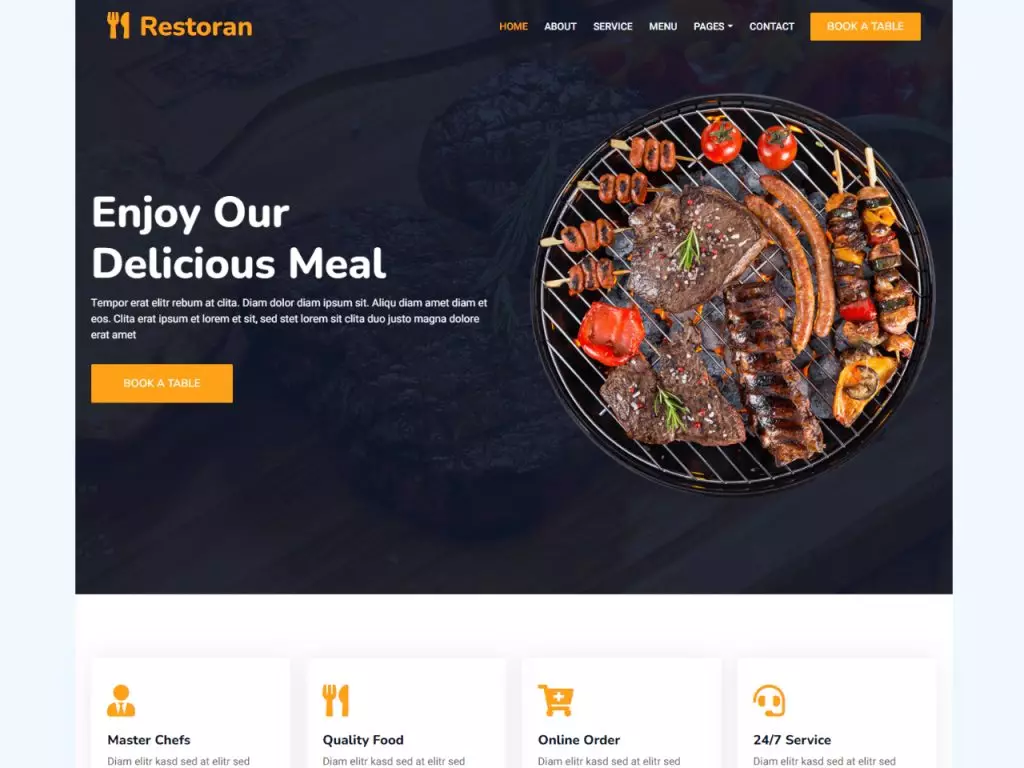 Restoran
HOME ABOUT SERVICE MENU PAGES CONTACT BOOK A TABLE
Enjoy Our
Delicious Meal
Tempor erat elitr rebum at clita. Diam dolor diam ipsum sit. Aliqu diam amet diam et
eos. Clita erat ipsum et lorem et sit, sed stet lorem sit clita duo justo magna dolore
erat amet
BOOK A TABLE
Master Chefs
Diam elitr kasd sed at elitr sed
Quality Food
Diam elitr kasd sed at elitr sed
Online Order
Diam elitr kasd sed at elitr sed
24/7 Service
Diam elitr kasd sed at elitr sed